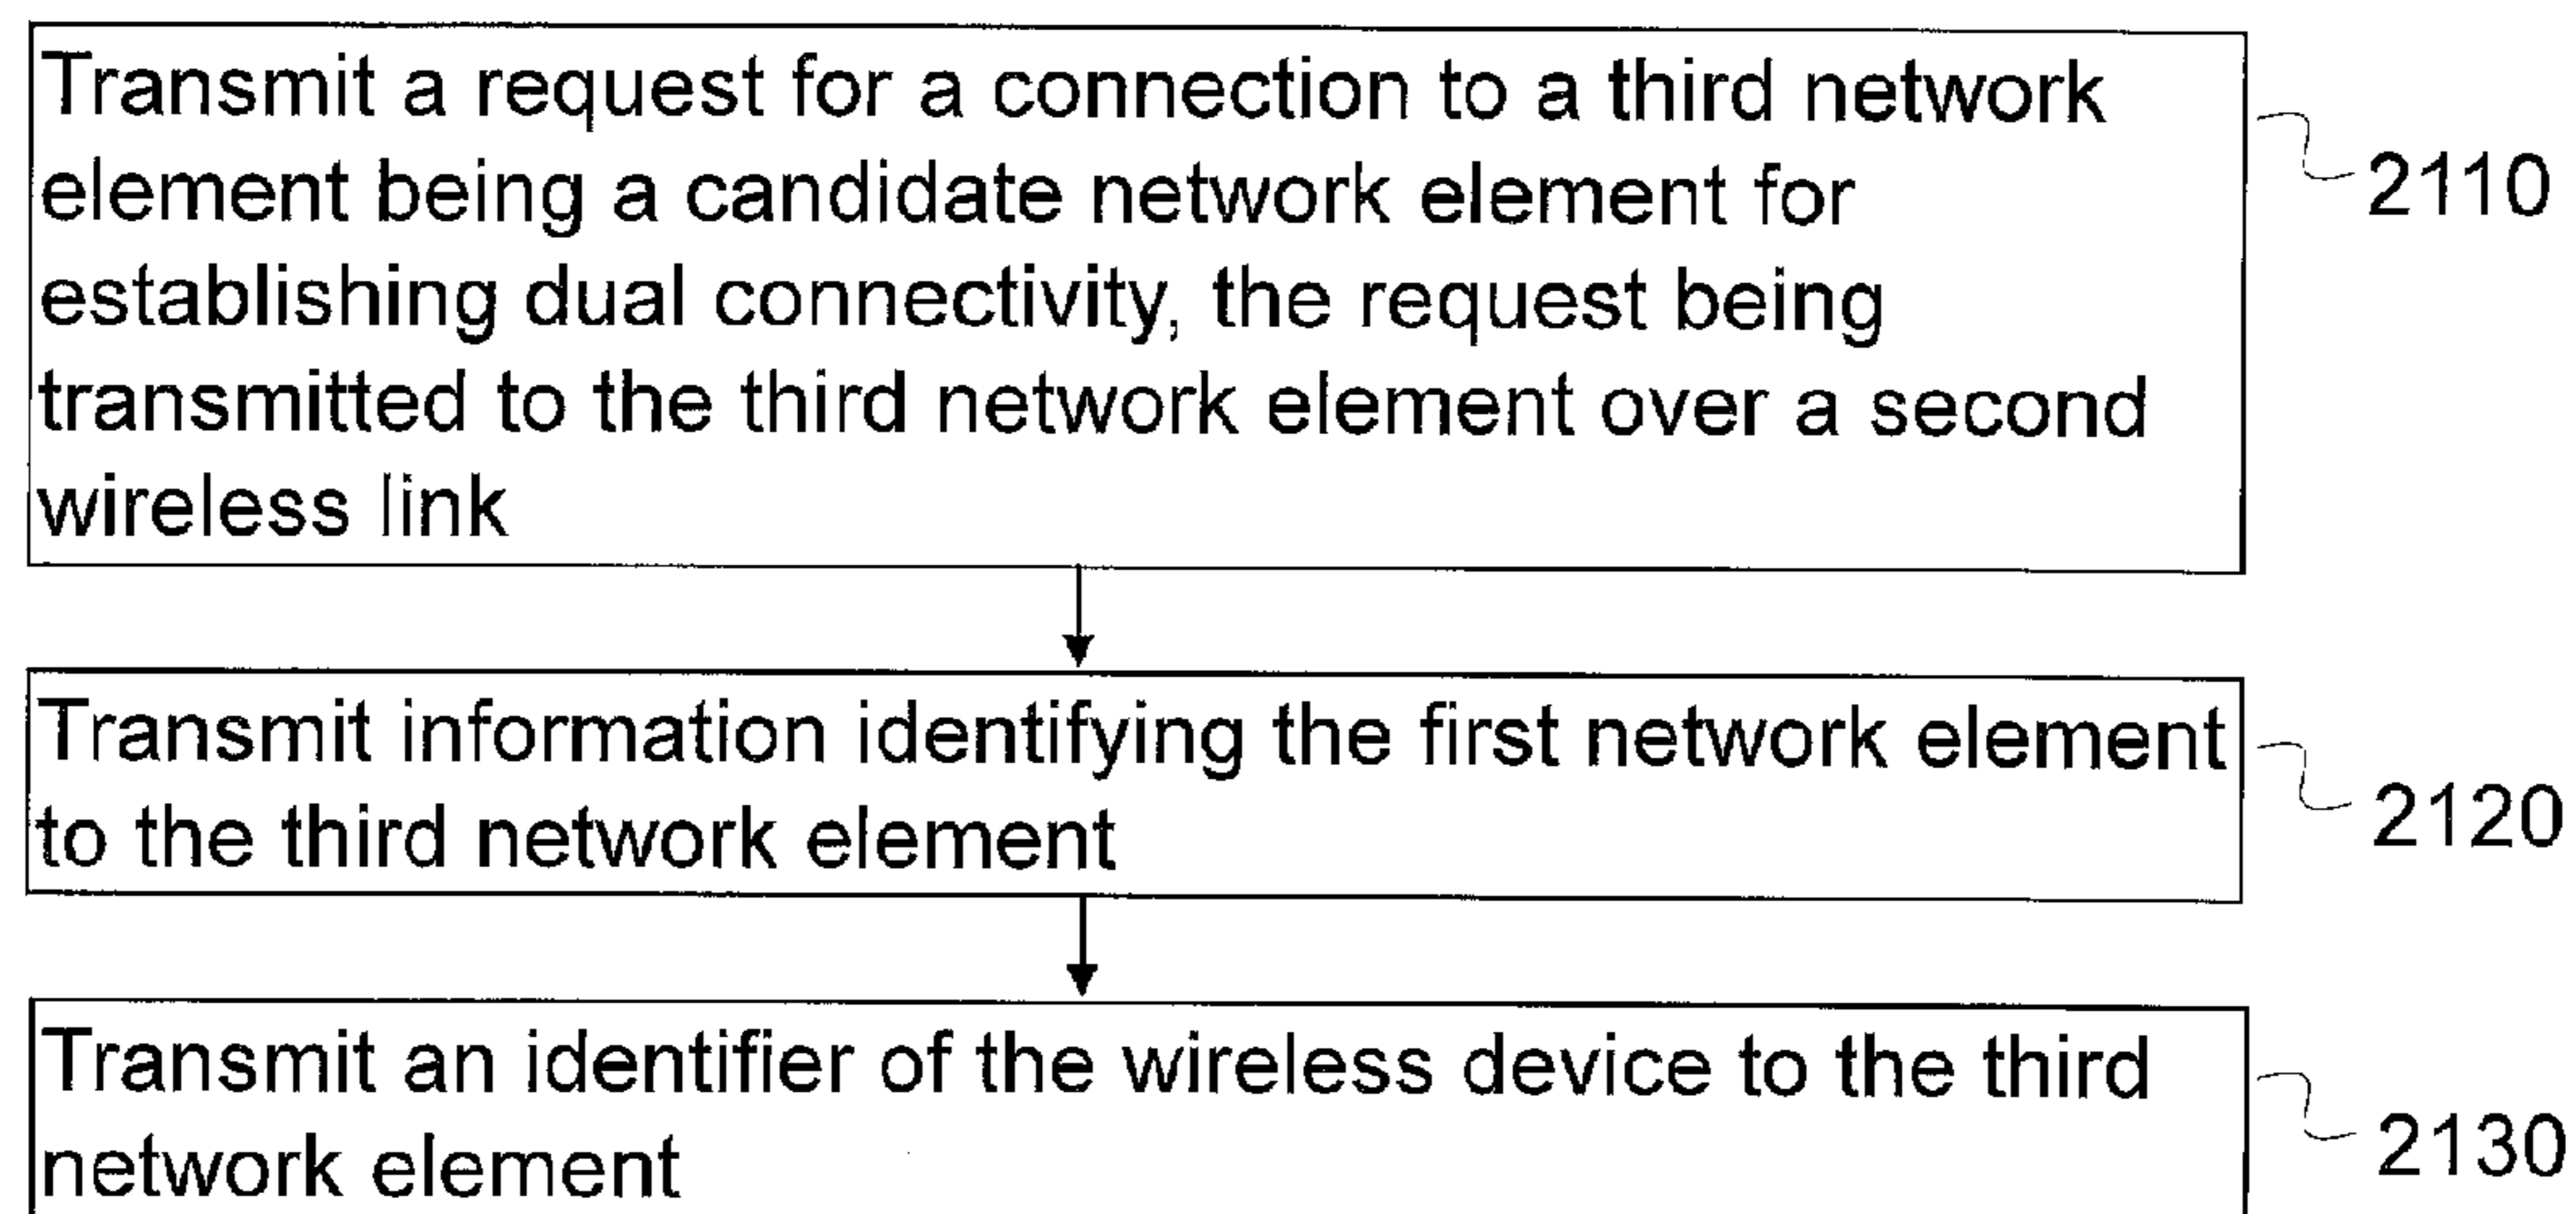 Transmit a request for a connection to a third network
element being a candidate network element for
establishing dual connectivity, the request being
transmitted to the third network element over a second
wireless link
2110
Transmit information identifying the first network element
to the third network element
2120
Transmit an identifier of the wireless device to the third
network element
2130